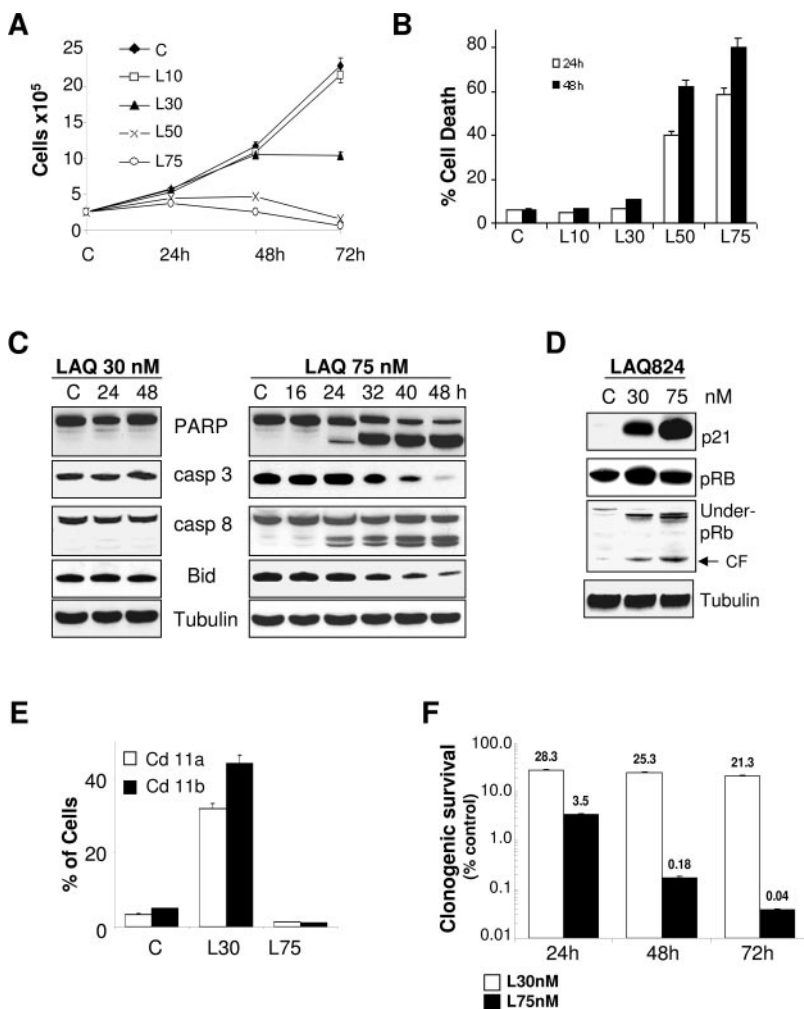 A
Cells x10⁵
25
20
15
10
5
0
C
L10
L30
L50
L75
C 24h 48h 72h
B
% Cell Death
80
60
40
20
0
24h
48h
C L10 L30 L50 L75
C
LAQ 30 nM LAQ 75 nM
C 24 48 C 16 24 32 40 48 h
PARP
casp 3
casp 8
Bid
Tubulin
D
LAQ824
C 30 75 nM
p21
pRB
Under-
pRb
CF
Tubulin
E
% of Cells
40
20
0
Cd 11a
Cd 11b
C L30 L75
F
Clonogenic survival
(% control)
100.0
10.0
1.0
0.1
0.01
28.3 25.3 21.3
3.5 0.18 0.04
24h 48h 72h
L30nM
L75nM